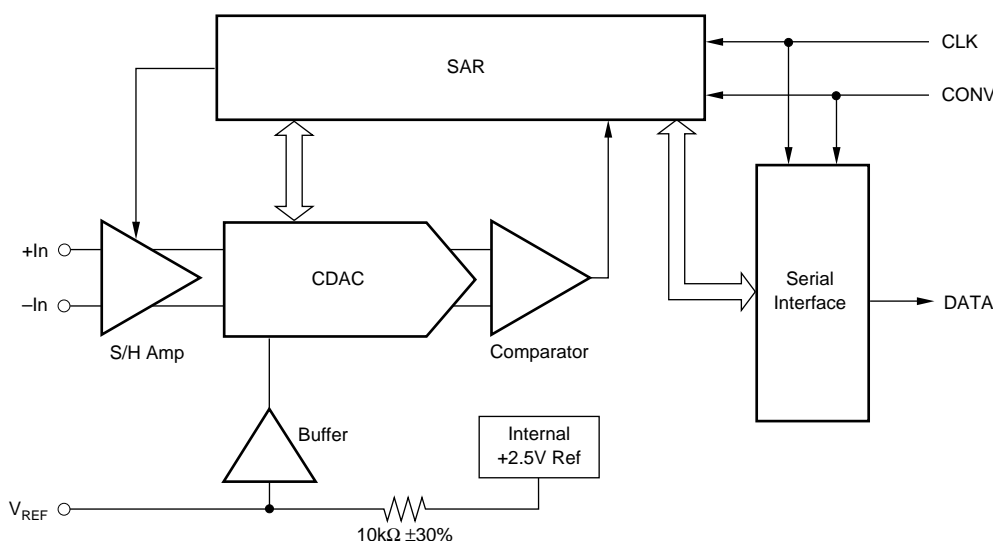 SAR
CLK
CONV
+In
–In
CDAC
S/H Amp
Comparator
Serial
Interface
DATA
Buffer
Internal
+2.5V Ref
VREF
10kΩ ±30%